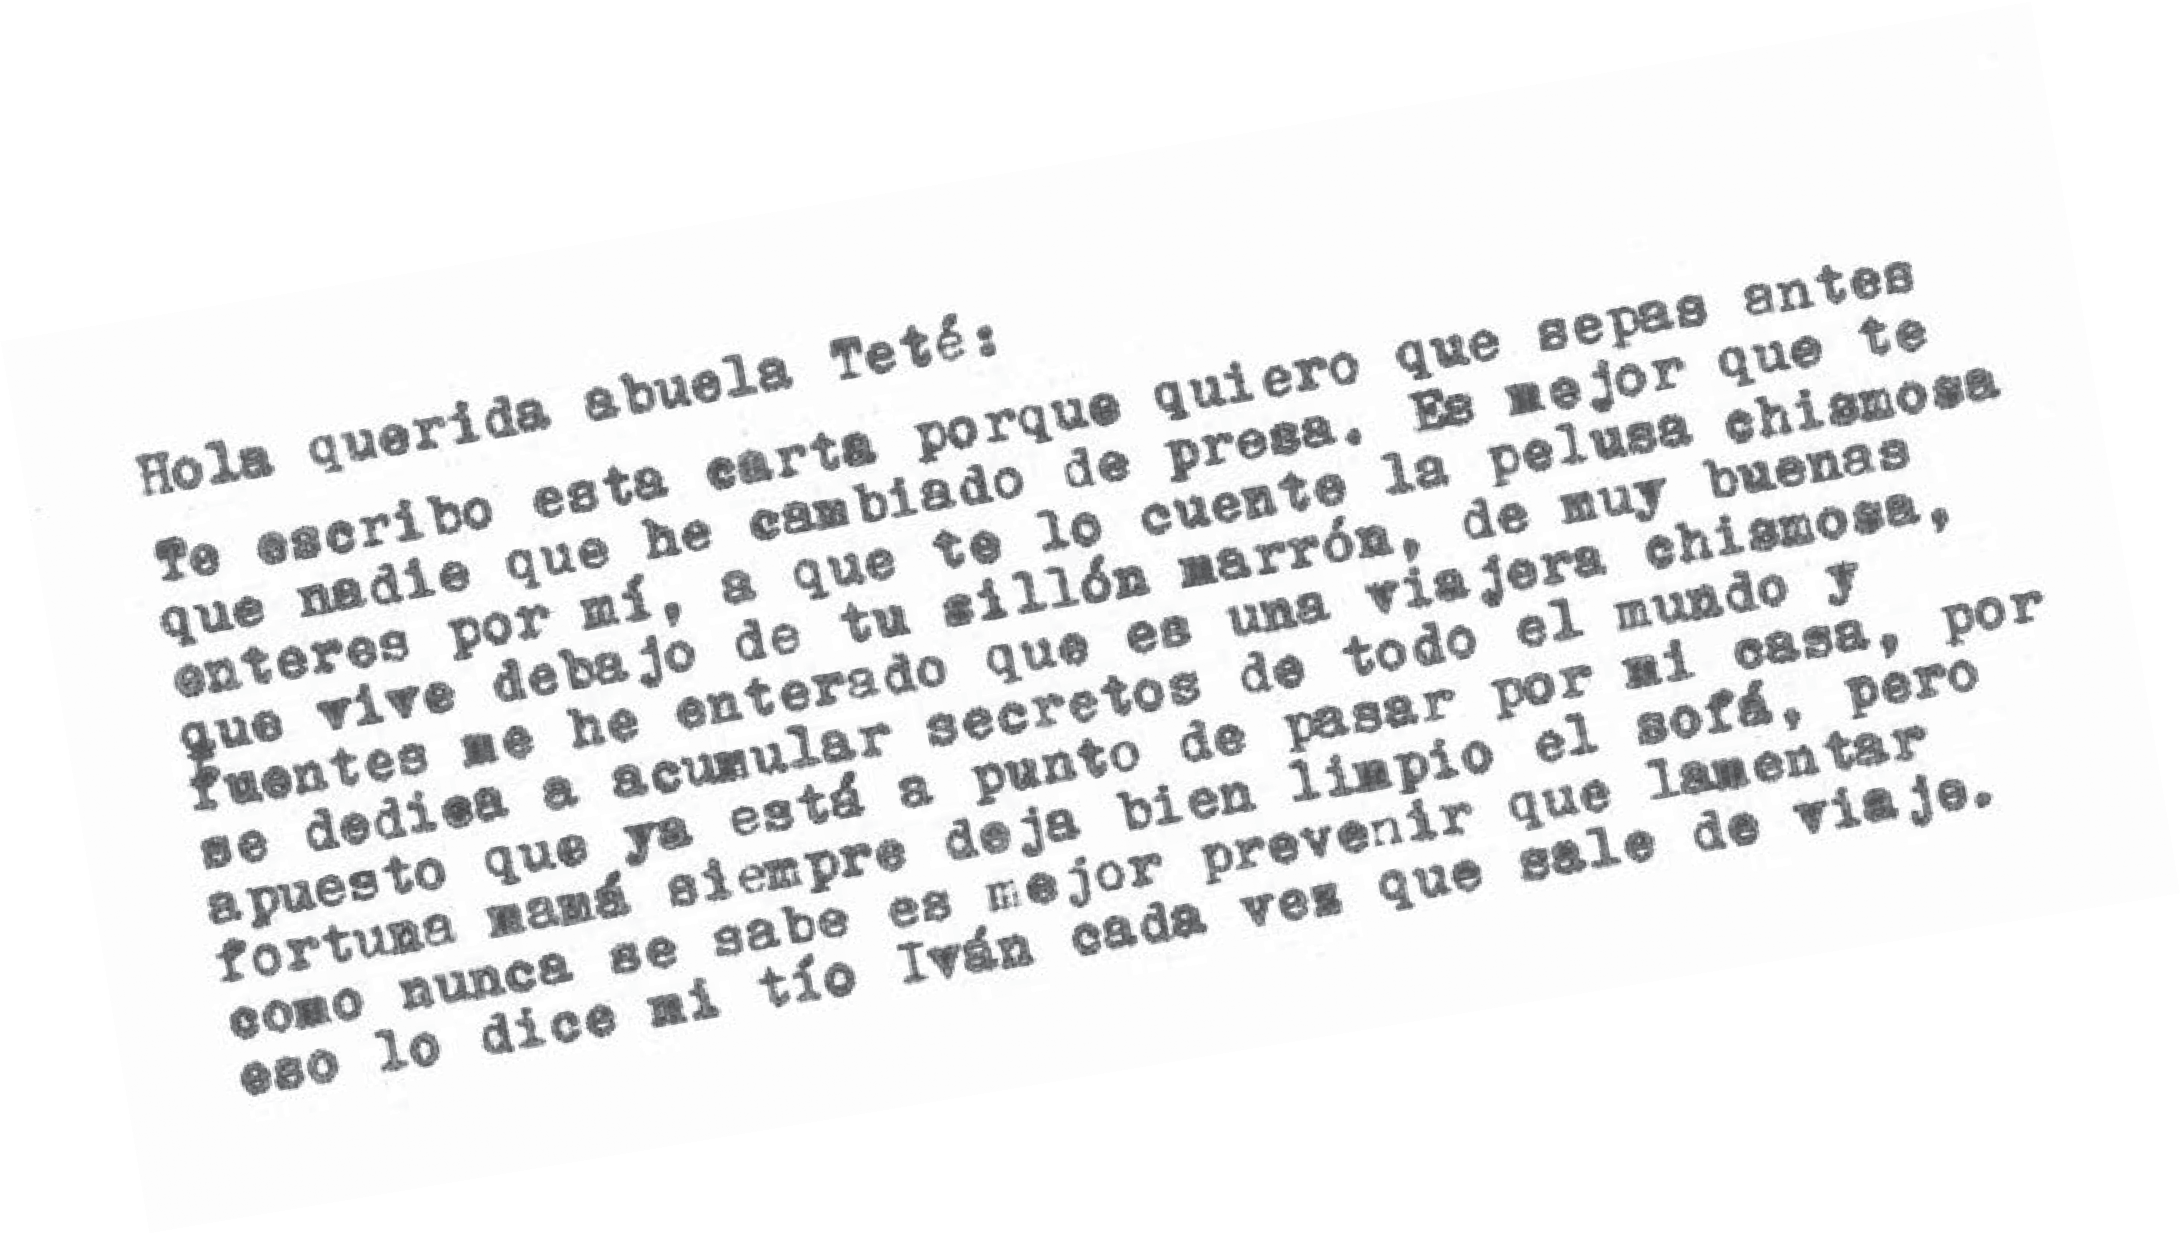 Hola querida abuela Teté:
Te escribo esta carta porque quiero que sepas antes
que nadie que he cambiado de presa. Es mejor que te
enteres por mí, a que te lo cuente la pelusa chismosa
que vive debajo de tu sillón marrón, de muy buenas
fuentes me he enterado que es una viajera chismosa,
se dedica a acumular secretos de todo el mundo y
apuesto que ya está a punto de pasar por mi casa, por
fortuna mamá siempre deja bien limpio el sofá, pero
como nunca se sabe es mejor prevenir que lamentar
eso lo dice mi tío Iván cada vez que sale de viaje.